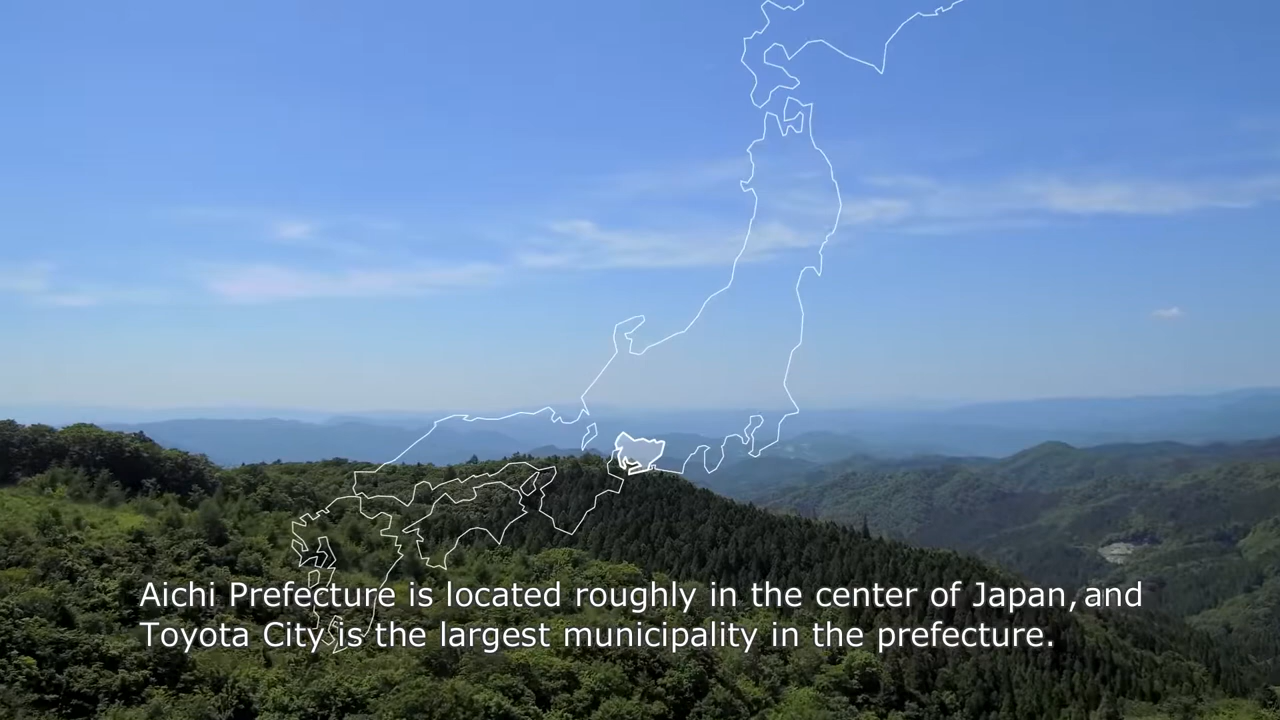 Aichi Prefecture is located roughly in the center of Japan, and
Toyota City is the largest municipality in the prefecture.